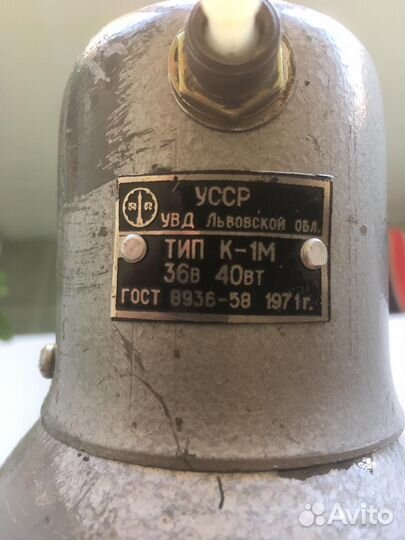 УССР
УВД ЛЬВОВСКОЙ ОБЛ.
ТИП К-1М
36В 40ВТ
ГОСТ 8936-58 1971г.
Avito